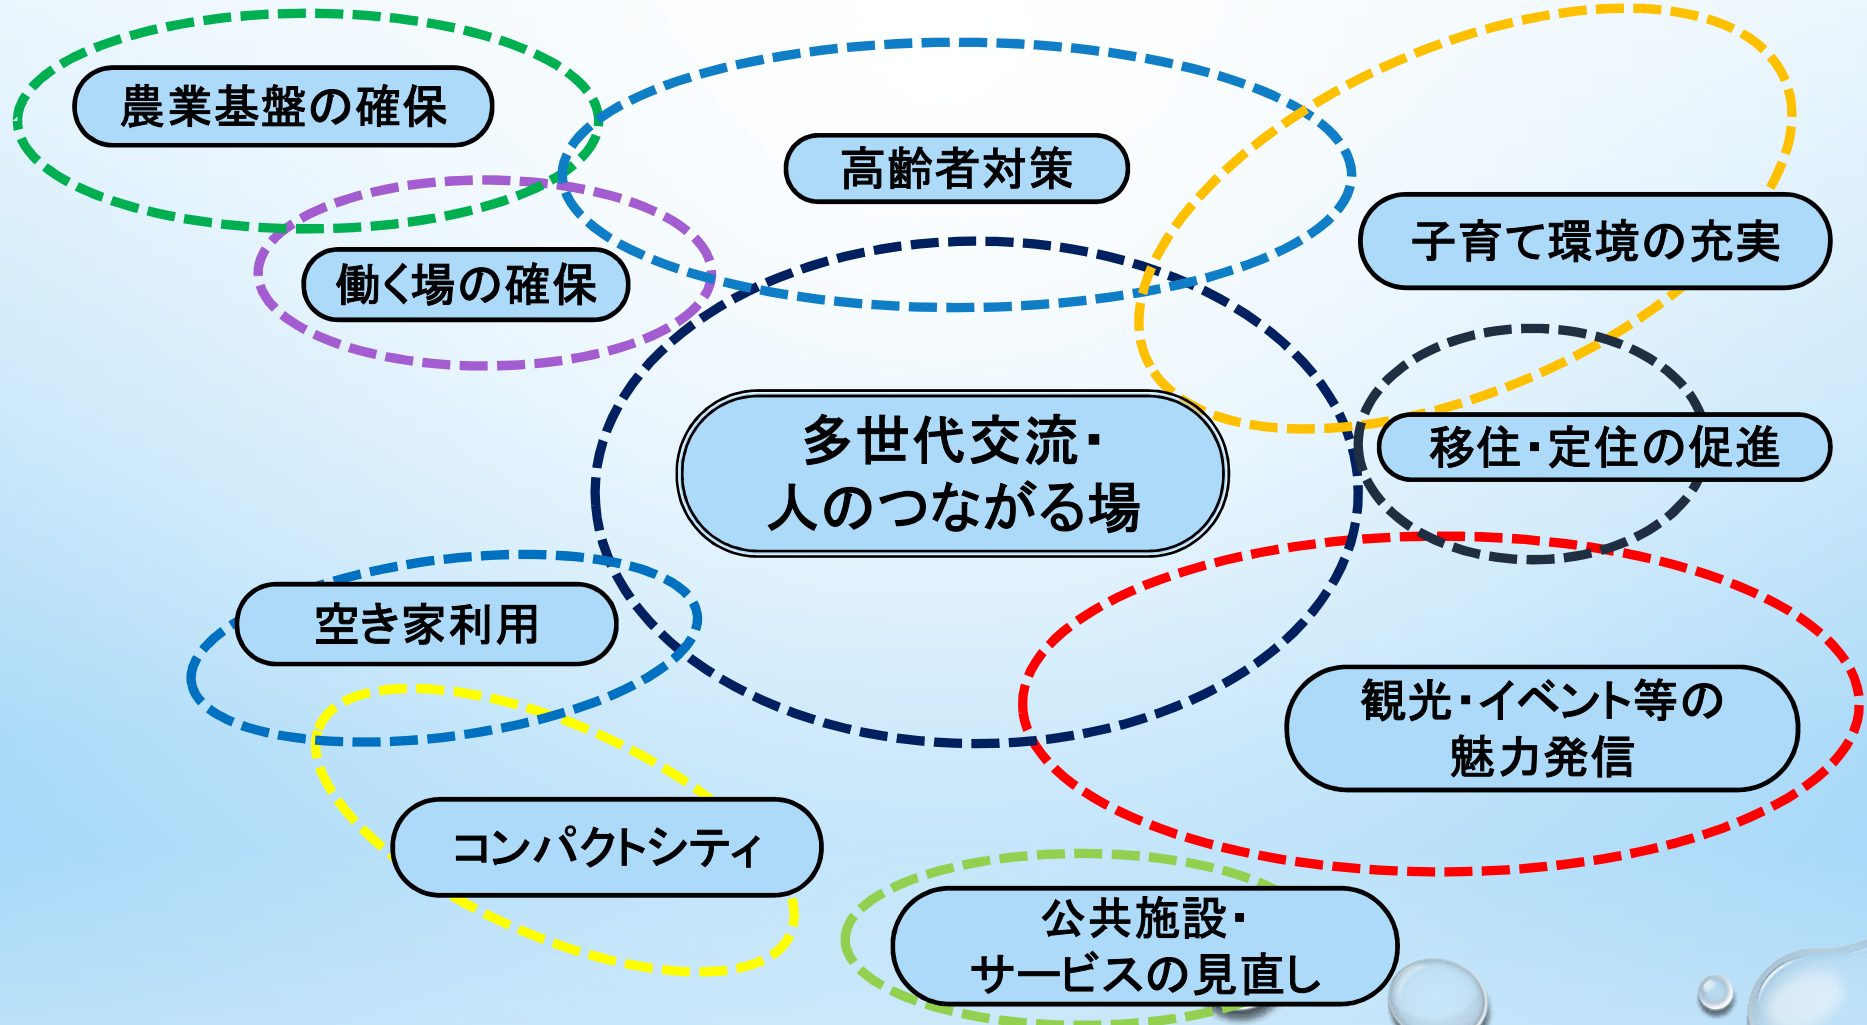 農業基盤の確保
高齢者対策
子育て環境の充実
働く場の確保
多世代交流・
人のつながる場
移住・定住の促進
空き家利用
観光・イベント等の
魅力発信
コンパクトシティ
公共施設・
サービスの見直し